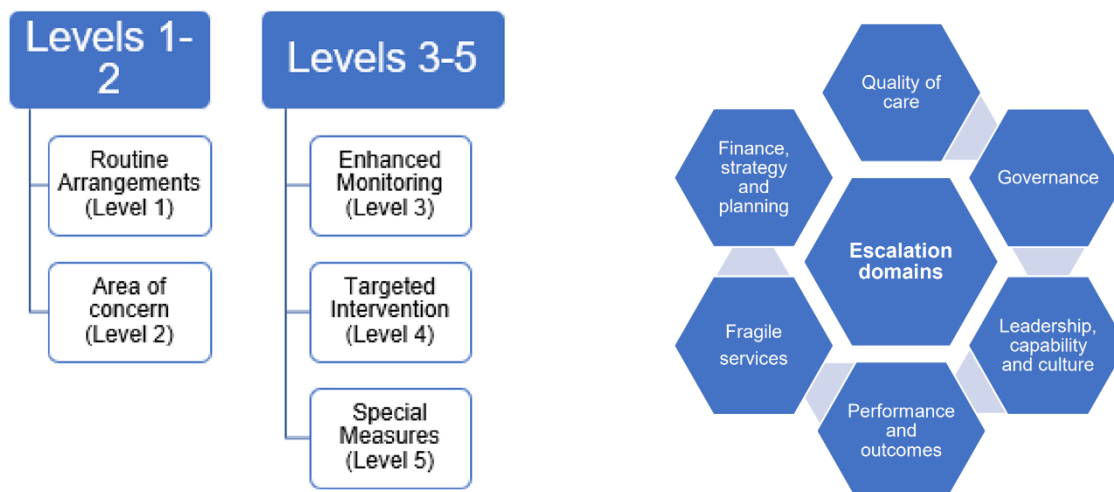 Levels 1-
2
Routine
Arrangements
(Level 1)
Area of
concern
(Level 2)
Levels 3-5
Enhanced
Monitoring
(Level 3)
Targeted
Intervention
(Level 4)
Special
Measures
(Level 5)
Quality of
care
Governance
Leadership,
capability
and culture
Performance
and
outcomes
Fragile
services
Finance,
strategy
and
planning
Escalation
domains